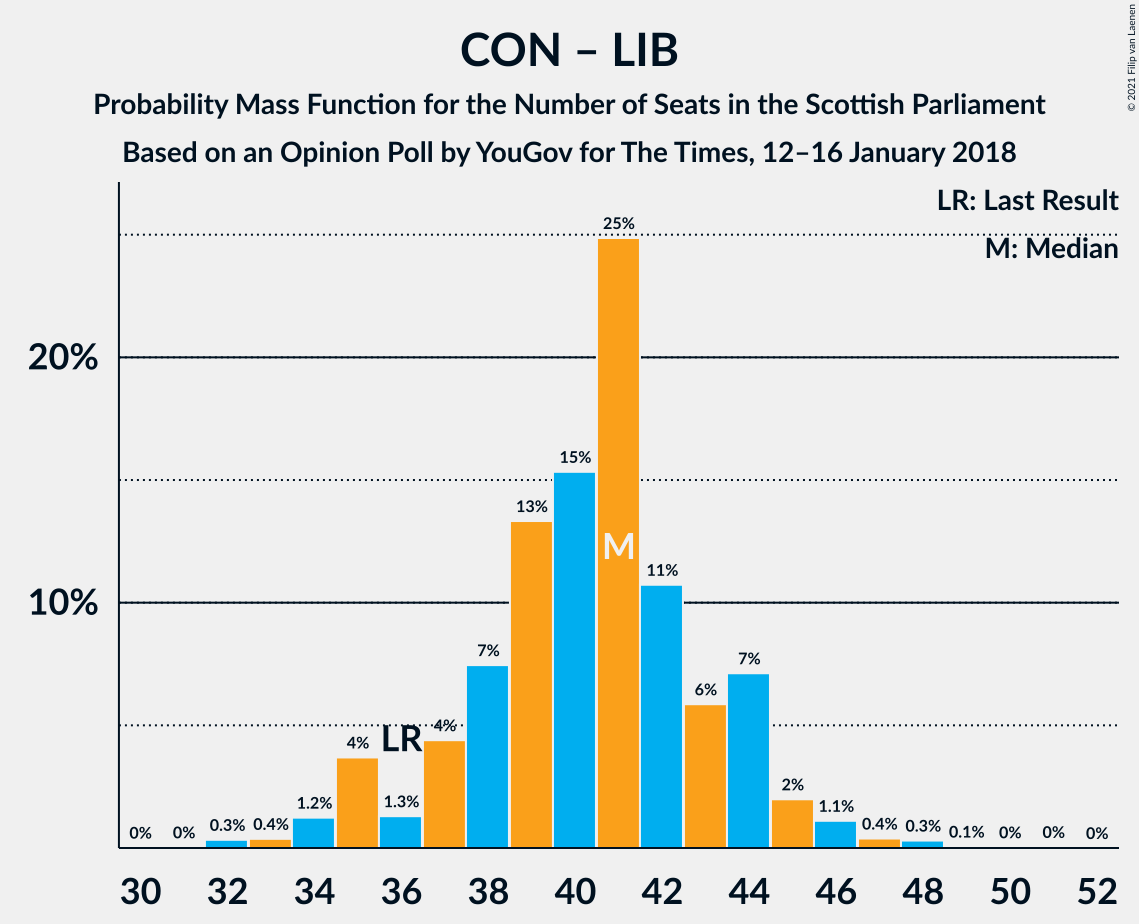 CON – LIB
Probability Mass Function for the Number of Seats in the Scottish Parliament
Based on an Opinion Poll by YouGov for The Times, 12–16 January 2018
© 2021 Filip van Laenen
LR: Last Result
M: Median
20%
10%
0%
0%
0.3%
0.4%
1.2%
4%
1.3%
LR
4%
7%
13%
15%
25%
M
11%
6%
7%
2%
1.1%
0.4%
0.3%
0.1%
0%
0%
0%
30 32 34 36 38 40 42 44 46 48 50 52